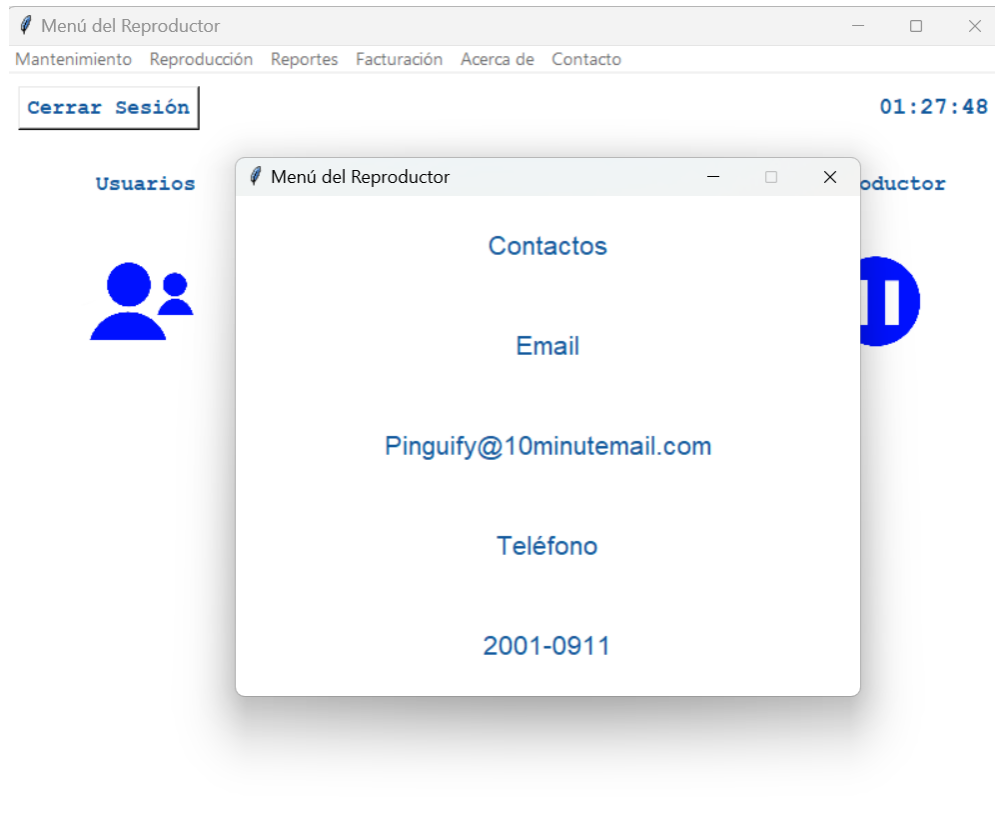 Menú del Reproductor
Mantenimiento Reproducción Reportes Facturación Acerca de Contacto
Cerrar Sesión 01:27:48
Usuarios oductor
Menú del Reproductor
Contactos
Email
Pinguify@10minutemail.com
Teléfono
2001-0911